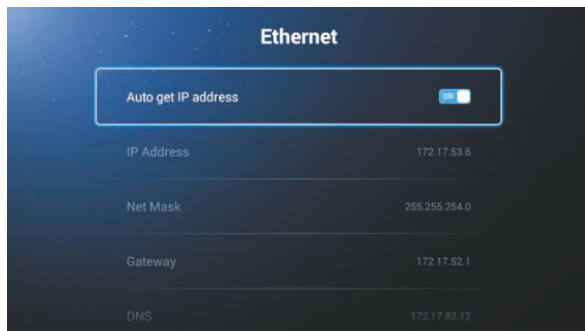 Ethernet
Auto get IP address ON
IP Address 172.17.53.6
Net Mask 255.255.254.0
Gateway 172.17.52.1
DNS 172.17.82.12